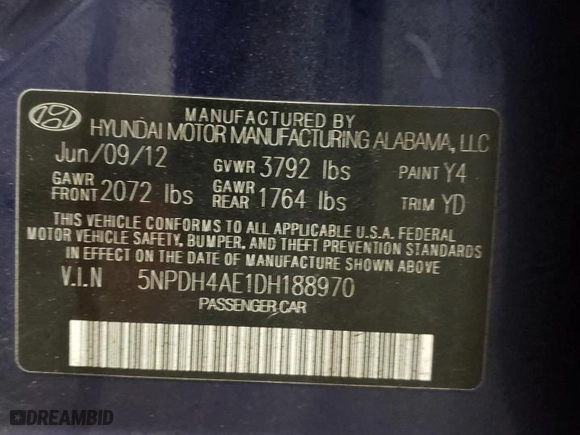 MANUFACTURED BY
HYUNDAI MOTOR MANUFACTURING ALABAMA, LLC
Jun/09/12 GVWR 3792 lbs PAINT Y4
GAWR FRONT 2072 lbs GAWR REAR 1764 lbs TRIM YD
THIS VEHICLE CONFORMS TO ALL APPLICABLE U.S.A. FEDERAL
MOTOR VEHICLE SAFETY, BUMPER, AND THEFT PREVENTION STANDARDS
IN EFFECT ON THE DATE OF MANUFACTURE SHOWN ABOVE
V.I.N 5NPDH4AE1DH188970
PASSENGER CAR
DREAMBID